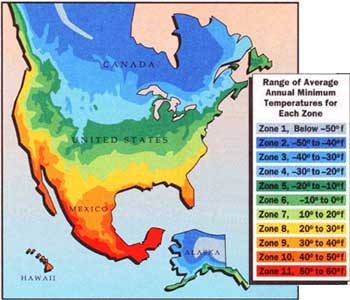 CANADA
UNITED STATES
MEXICO
ALASKA
HAWAII
Range of Average
Annual Minimum
Temperatures for
Each Zone
Zone 1, Below –50° f
Zone 2, –50° to –40° f
Zone 3, –40° to –30° f
Zone 4, –30° to –20° f
Zone 5, –20° to –10° f
Zone 6, –10° to 0° f
Zone 7, 10° to 20° f
Zone 8, 20° to 30° f
Zone 9, 30° to 40° f
Zone 10, 40° to 50° f
Zone 11, 50° to 60° f